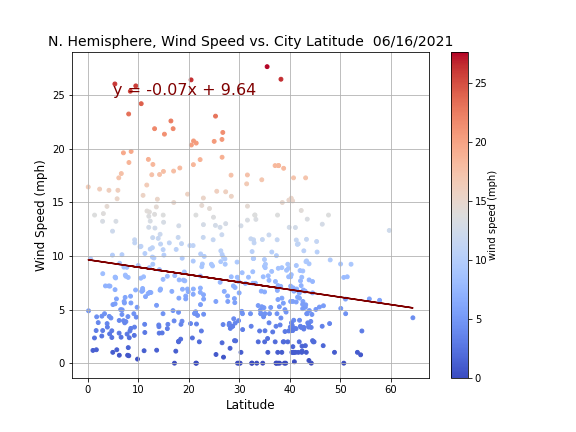 N. Hemisphere, Wind Speed vs. City Latitude  06/16/2021
y = -0.07x + 9.64
Wind Speed (mph)
25
20
15
10
5
0
0 10 20 30 40 50 60
Latitude
25
20
15
10
5
0
wind speed (mph)